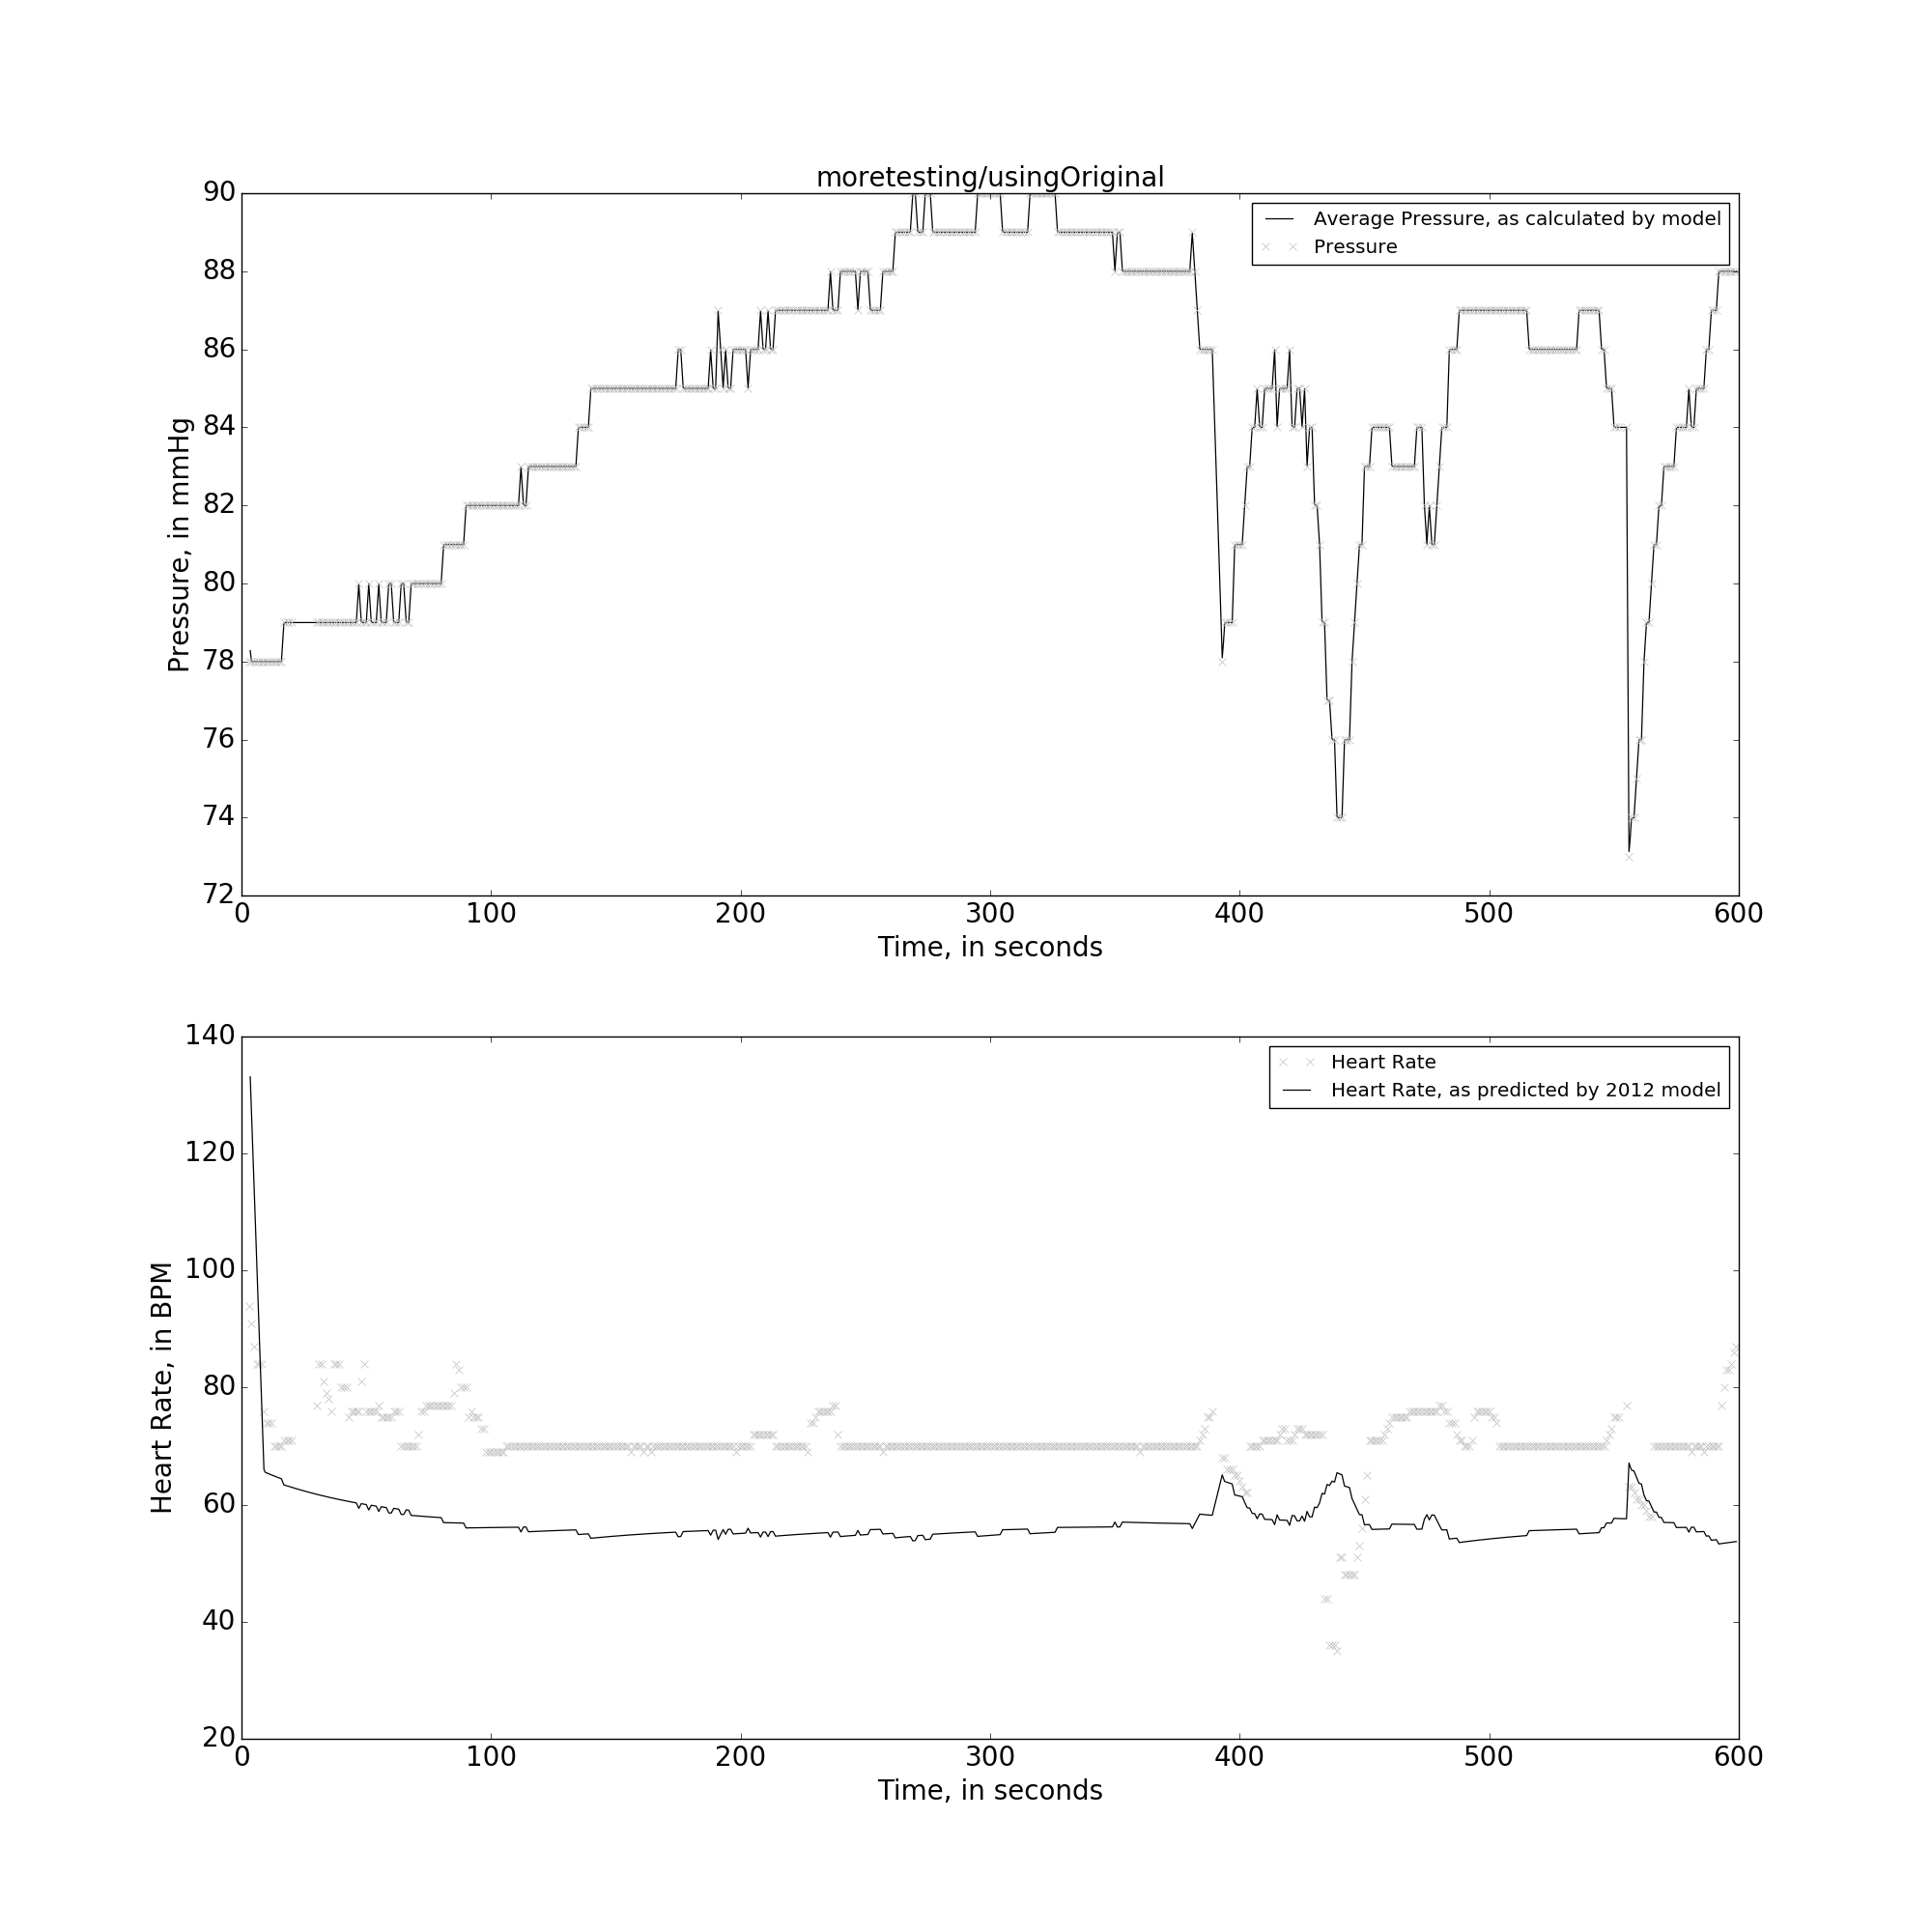 moretesting/usingOriginal
90
88
86
84
82
80
78
76
74
72
Pressure, in mmHg
Average Pressure, as calculated by model
Pressure
0 100 200 300 400 500 600
Time, in seconds
140
120
100
80
60
40
20
Heart Rate, in BPM
Heart Rate
Heart Rate, as predicted by 2012 model
0 100 200 300 400 500 600
Time, in seconds